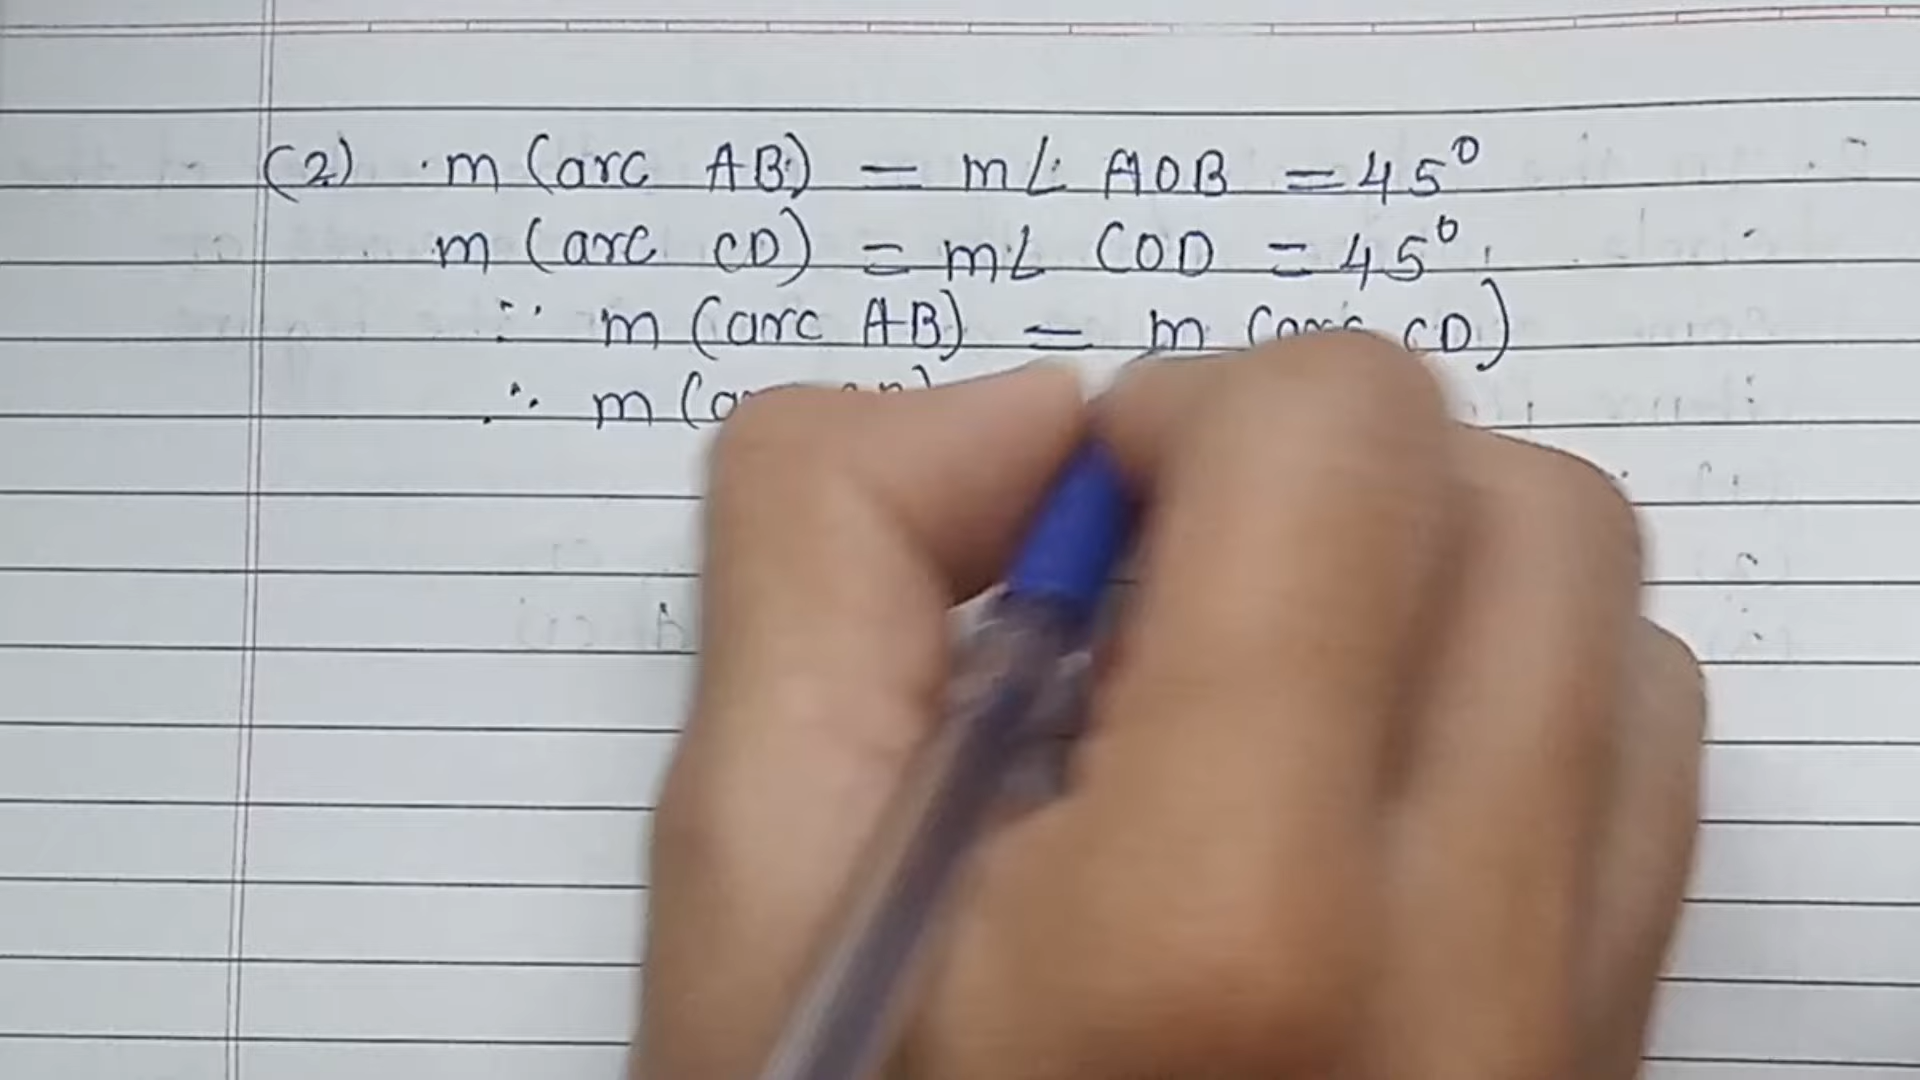 (2) m (arc AB) = m∠ AOB = 45°
m (arc CD) = m∠ COD = 45°
∵ m (arc AB) = m (arc CD)
∴ m